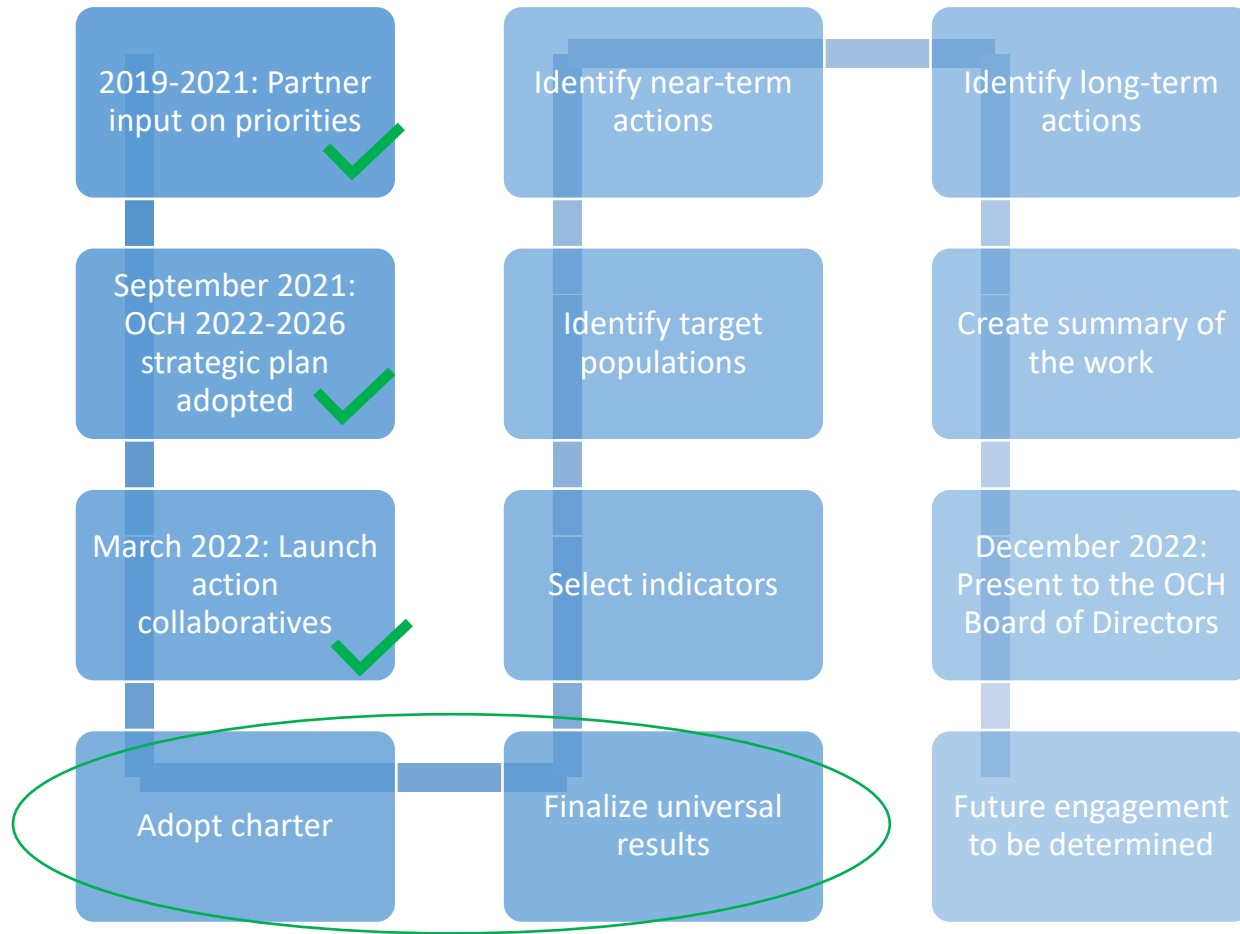 2019-2021: Partner
input on priorities
September 2021:
OCH 2022-2026
strategic plan
adopted
March 2022: Launch
action
collaboratives
Adopt charter
Finalize universal
results
Select indicators
Identify target
populations
Identify near-term
actions
Identify long-term
actions
Create summary of
the work
December 2022:
Present to the OCH
Board of Directors
Future engagement
to be determined